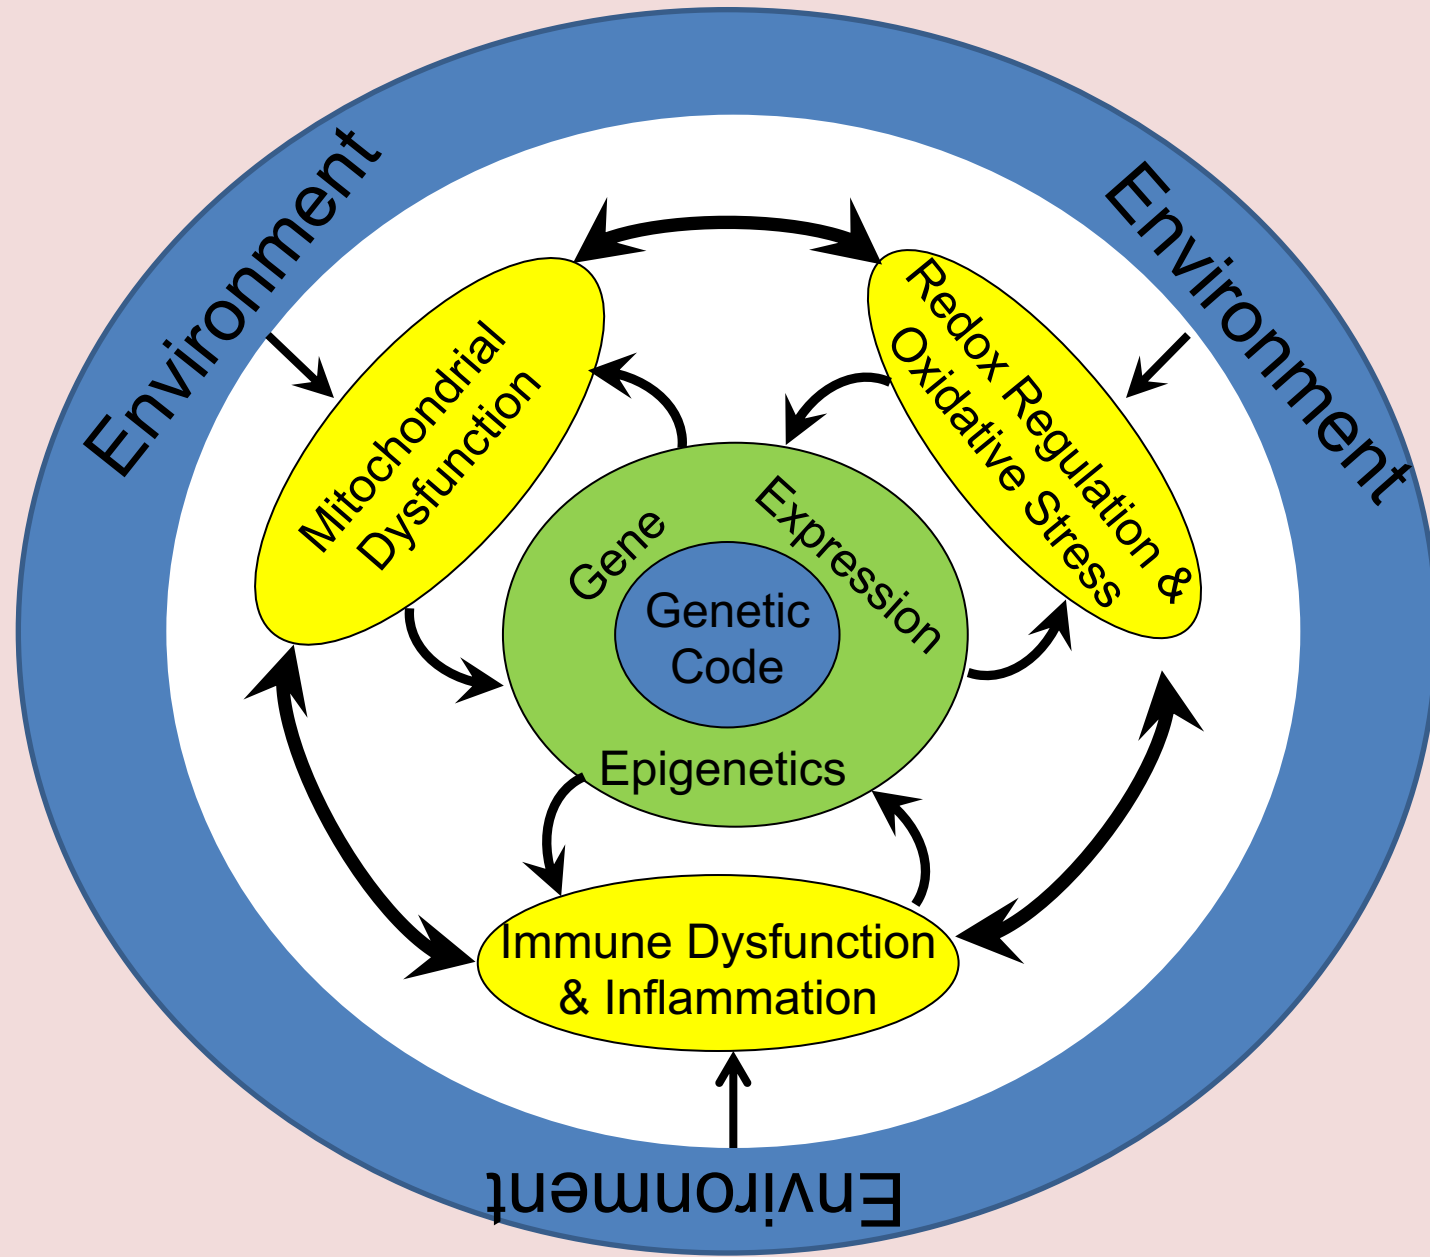 Environment
Environment
Mitochondrial
Dysfunction
Redox Regulation &
Oxidative Stress
Gene
Expression
Genetic
Code
Epigenetics
Immune Dysfunction
& Inflammation
Environment